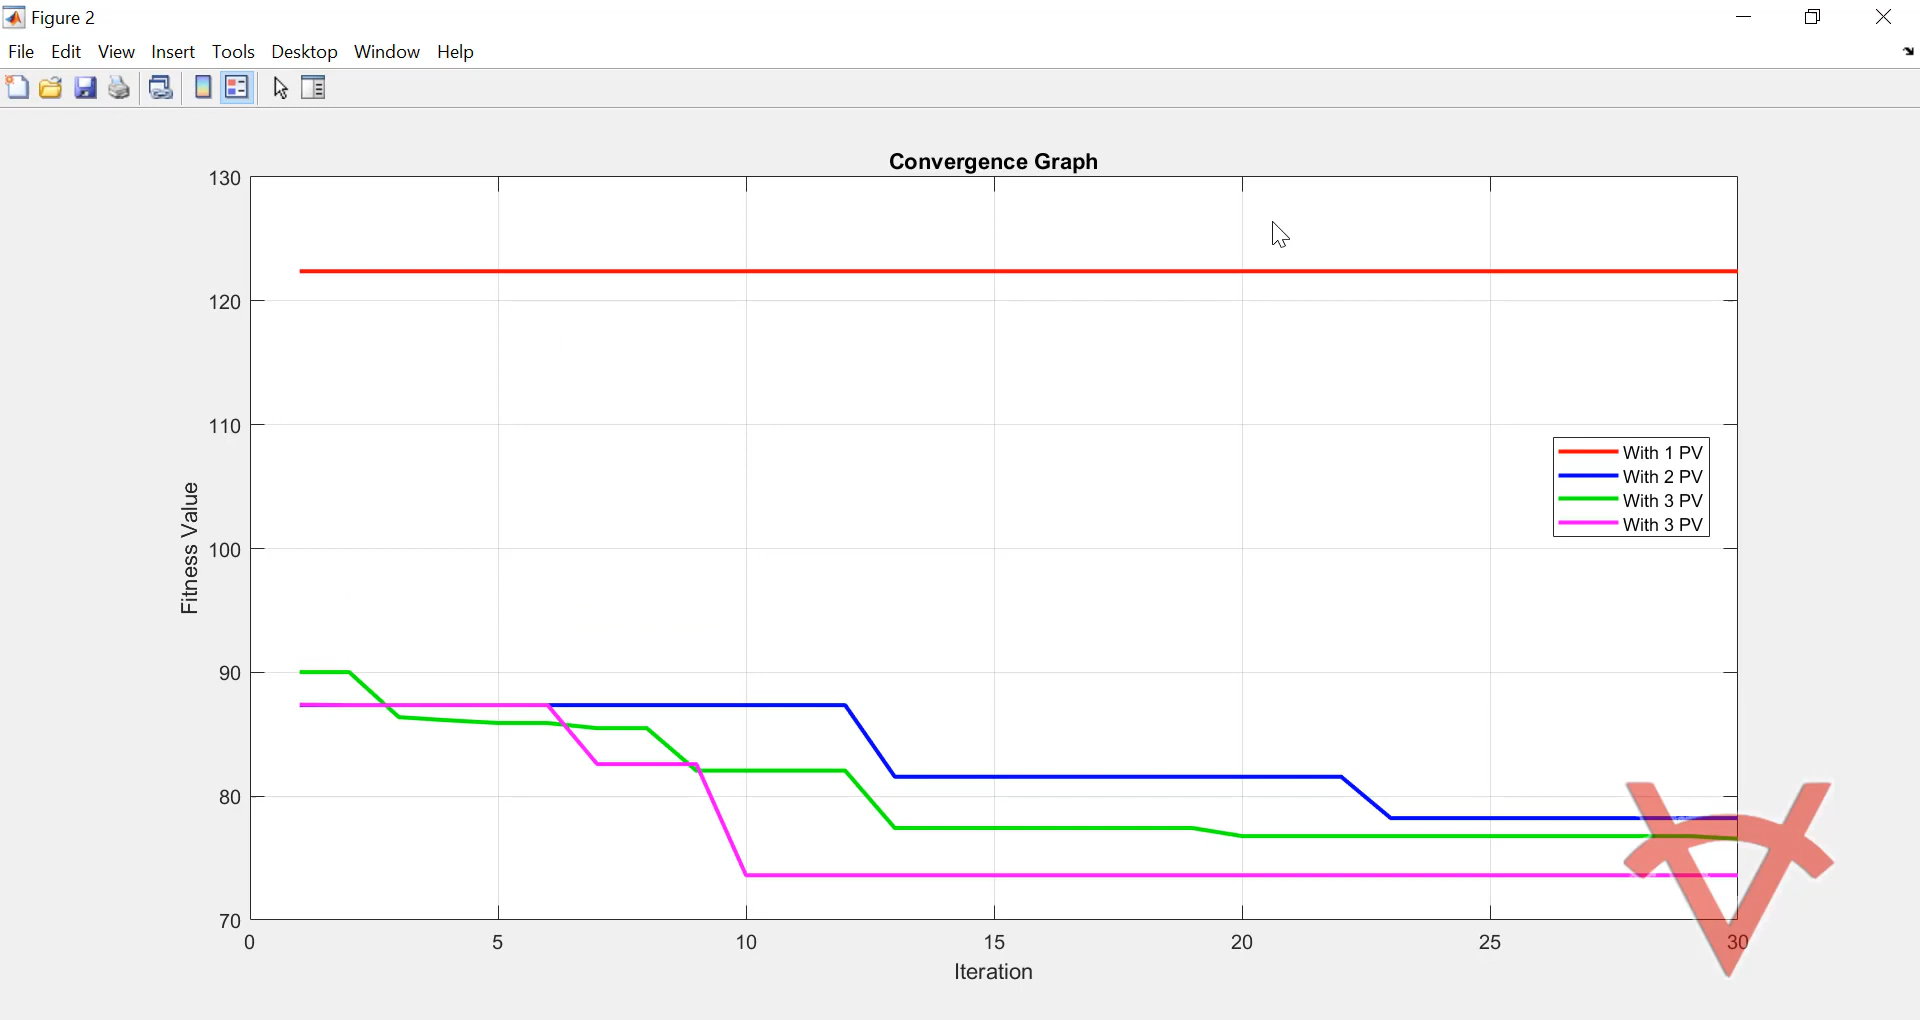 Figure 2
File Edit View Insert Tools Desktop Window Help
Convergence Graph
130
120
110
100
90
80
70
Fitness Value
With 1 PV
With 2 PV
With 3 PV
With 3 PV
0 5 10 15 20 25 30
Iteration